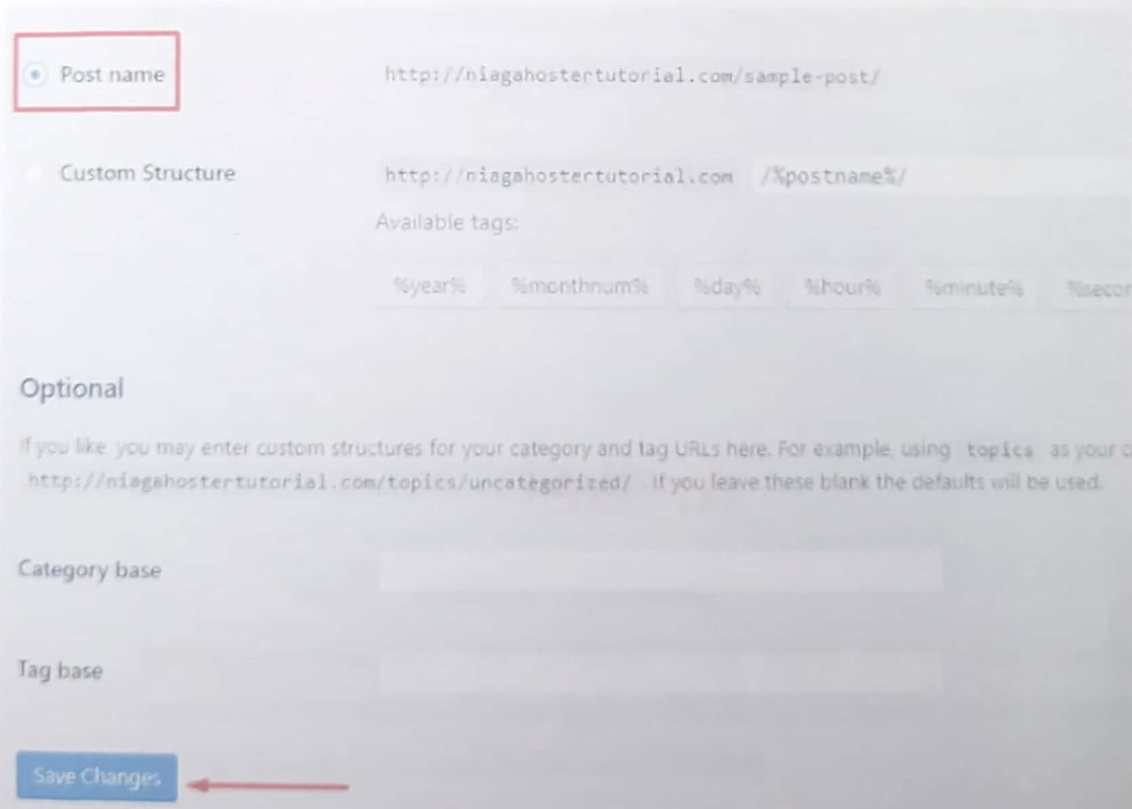 Post name http://niagahostertutorial.com/sample-post/
Custom Structure http://niagahostertutorial.com /%postname%/
Available tags:
%year% %monthnum% %day% %hour% %minute% %secon
Optional
If you like, you may enter custom structures for your category and tag URLs here. For example, using topics as your c
http://niagahostertutorial.com/topics/uncategorized/ . If you leave these blank the defaults will be used.
Category base
Tag base
Save Changes